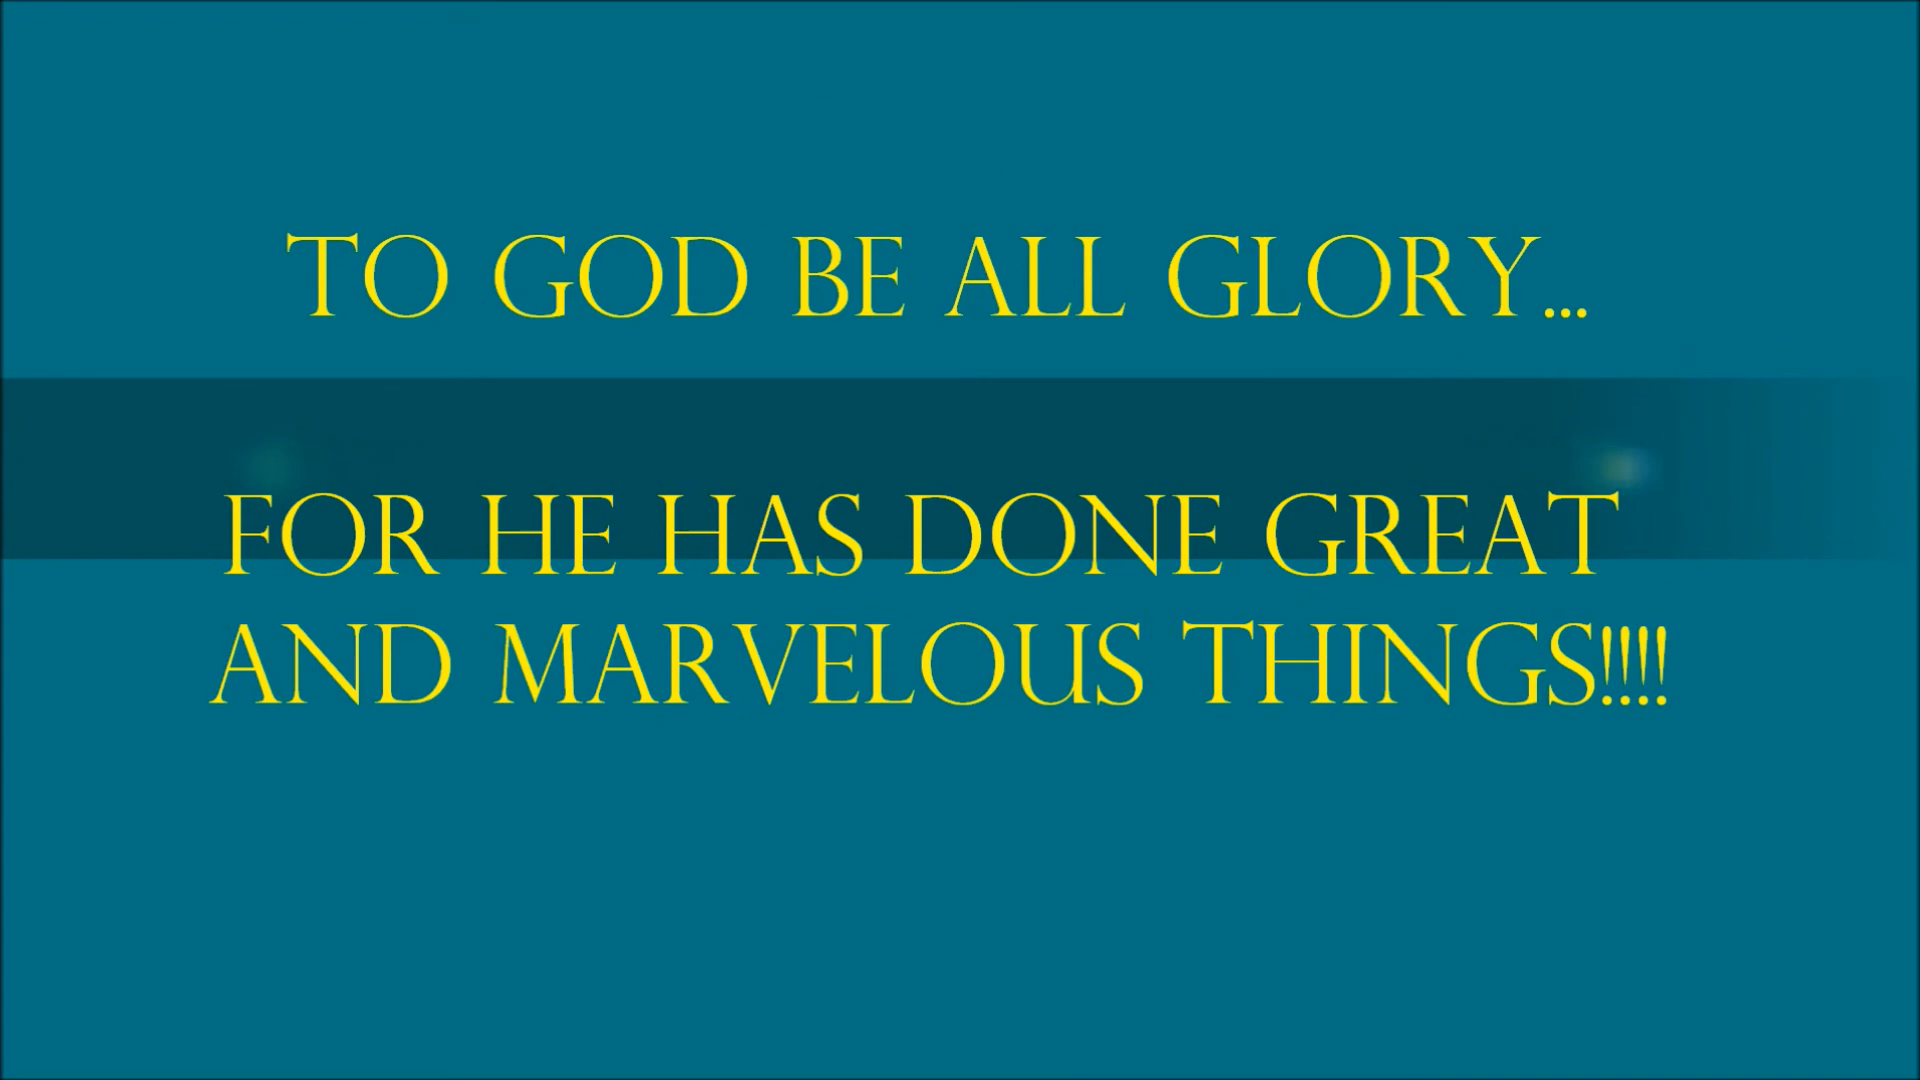 TO GOD BE ALL GLORY...
FOR HE HAS DONE GREAT
AND MARVELOUS THINGS!!!!